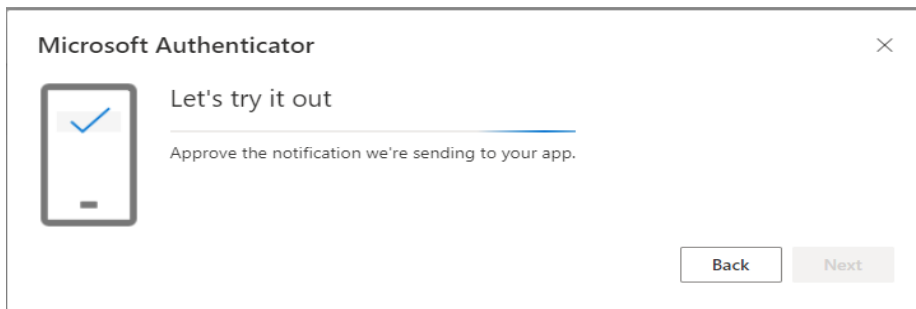 Microsoft Authenticator
Let's try it out
Approve the notification we're sending to your app.
Back
Next